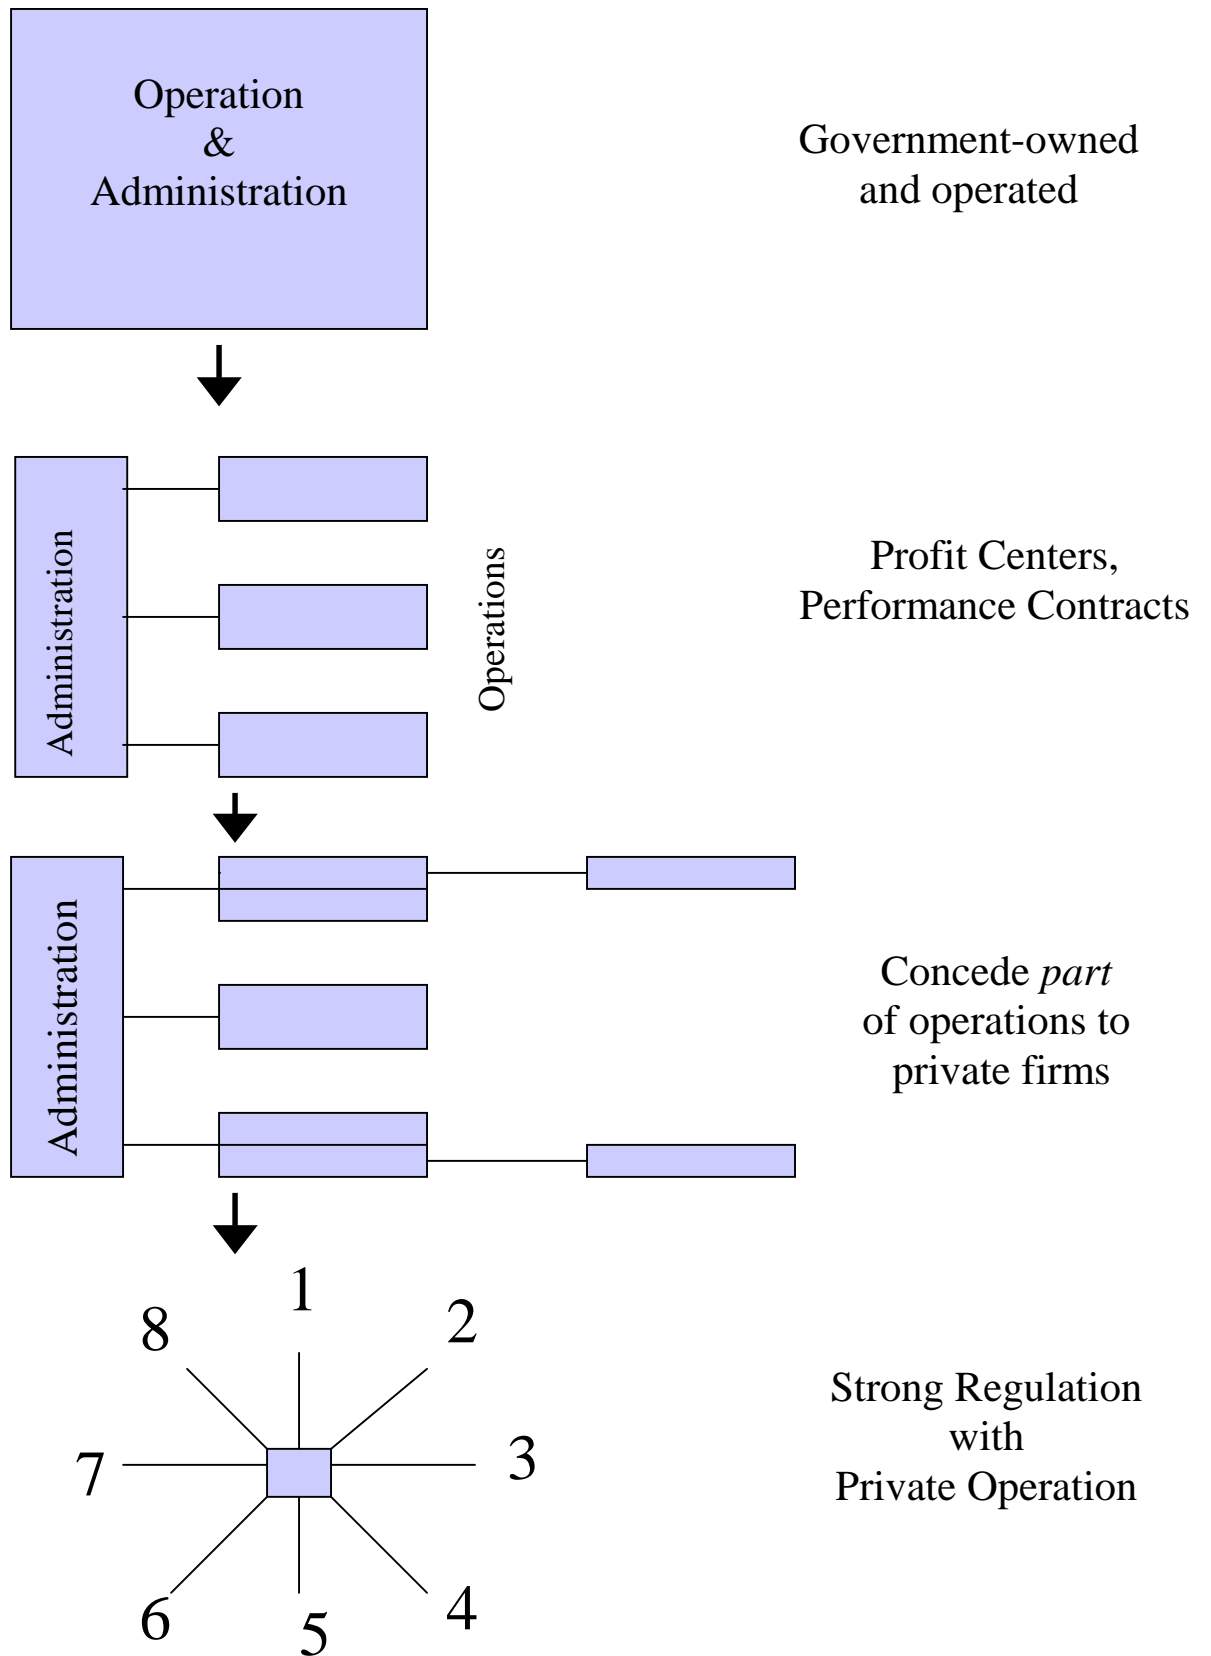 Operation
&
Administration
Government-owned
and operated
Administration
Operations
Profit Centers,
Performance Contracts
Administration
Concede part
of operations to
private firms
1
2
3
4
5
6
7
8
Strong Regulation
with
Private Operation